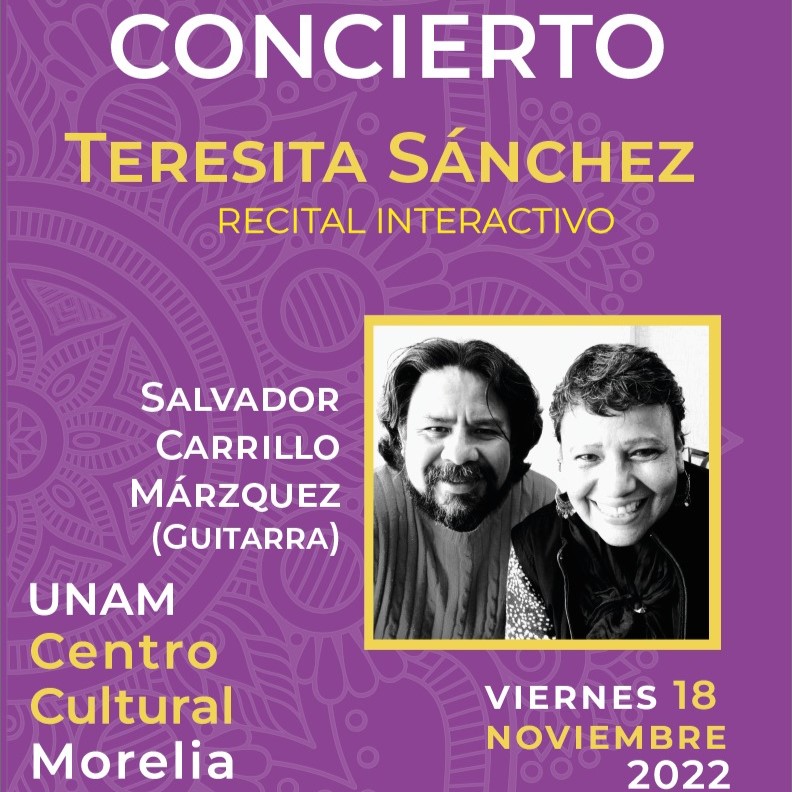 CONCIERTO
TERESITA SÁNCHEZ
RECITAL INTERACTIVO
SALVADOR
CARRILLO
MÁRZQUEZ
(GUITARRA)
UNAM
Centro
Cultural
Morelia
VIERNES 18
NOVIEMBRE
2022